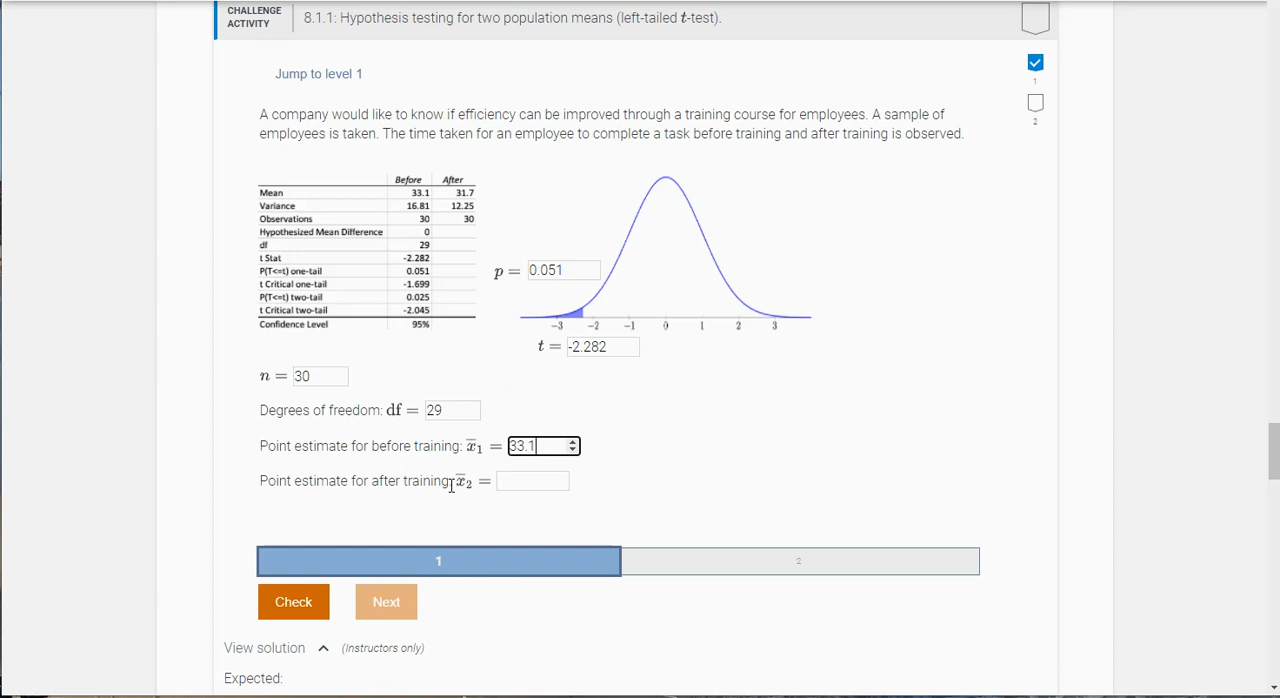 CHALLENGE
ACTIVITY
8.1.1: Hypothesis testing for two population means (left-tailed t-test).
Jump to level 1
1
2
A company would like to know if efficiency can be improved through a training course for employees. A sample of
employees is taken. The time taken for an employee to complete a task before training and after training is observed.
Before After
Mean 33.1 31.7
Variance 16.81 12.25
Observations 30 30
Hypothesized Mean Difference 0
df 29
t Stat -2.282
P(T<=t) one-tail 0.051
t Critical one-tail -1.699
P(T<=t) two-tail 0.025
t Critical two-tail -2.045
Confidence Level 95%
p = 0.051
−3 −2 −1 0 1 2 3
t = -2.282
n = 30
Degrees of freedom: df = 29
Point estimate for before training: x̅₁ = 33.1
Point estimate for after training: x̅₂ =
1 2
Check Next
View solution (Instructors only)
Expected: